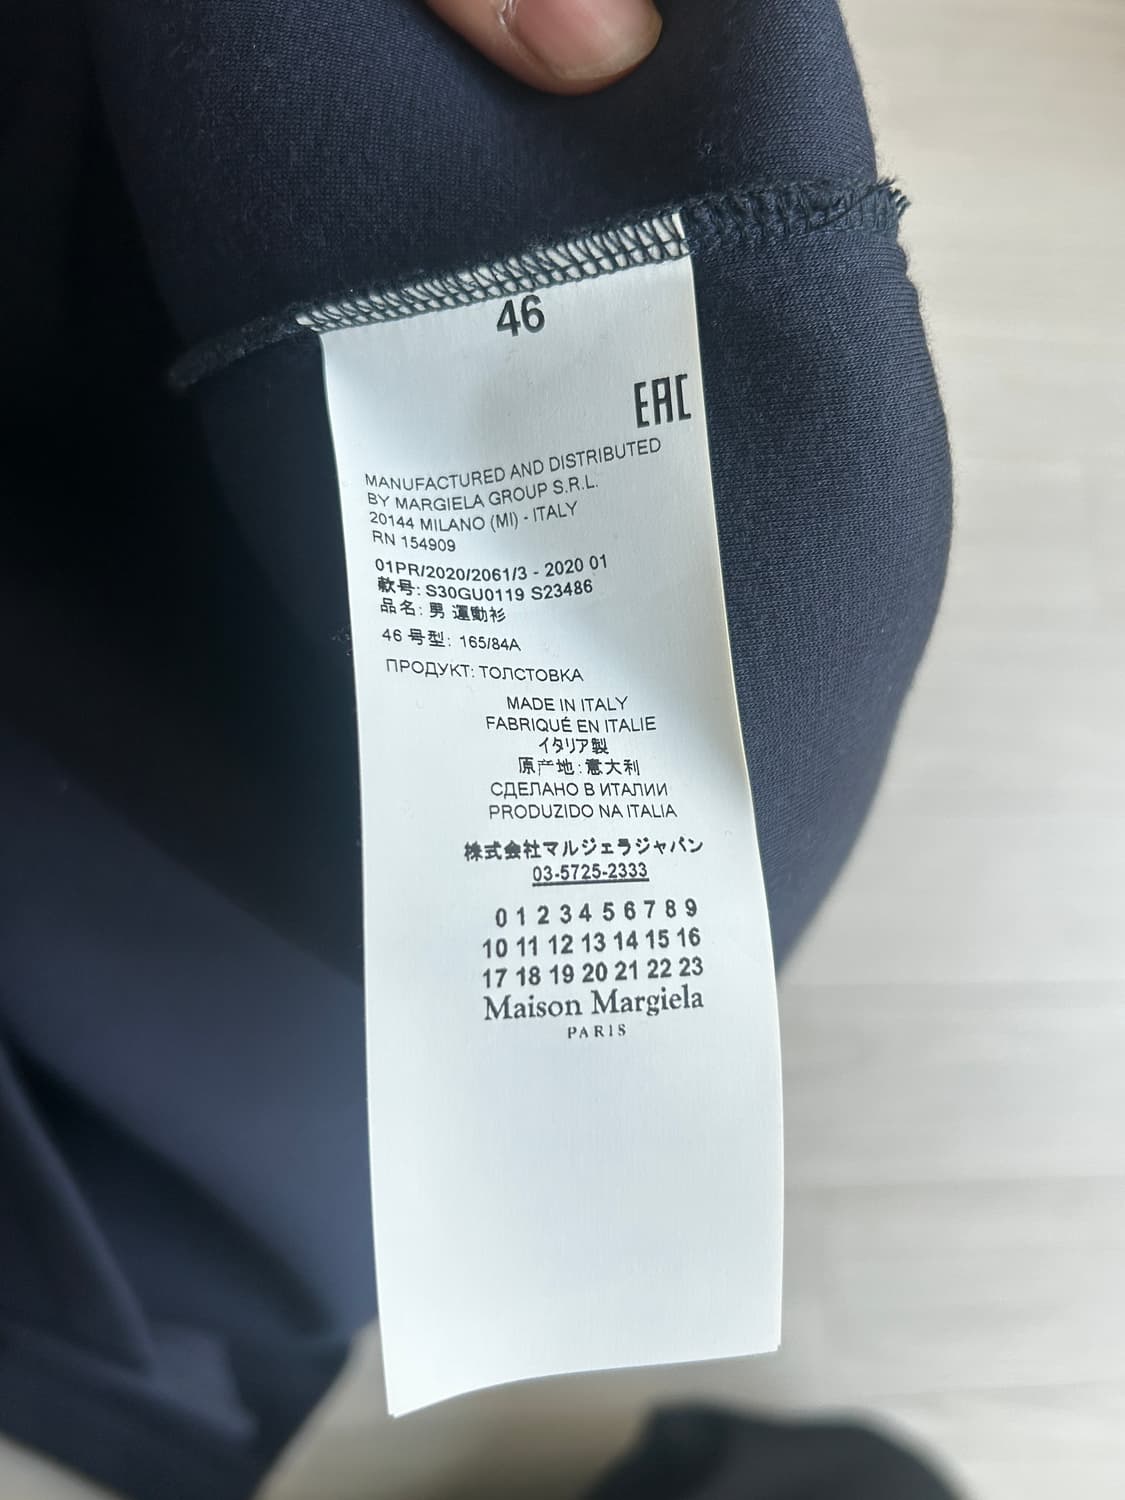 46
EAC
MANUFACTURED AND DISTRIBUTED
BY MARGIELA GROUP S.R.L.
20144 MILANO (MI) - ITALY
RN 154909
01PR/2020/2061/3 - 2020 01
款号: S30GU0119 S23486
品名: 男 運動衫
46 号型: 165/84A
ПРОДУКТ: ТОЛСТОВКА
MADE IN ITALY
FABRIQUÉ EN ITALIE
イタリア製
原产地:意大利
СДЕЛАНО В ИТАЛИИ
PRODUZIDO NA ITALIA
株式会社マルジェラジャパン
03-5725-2333
0 1 2 3 4 5 6 7 8 9
10 11 12 13 14 15 16
17 18 19 20 21 22 23
Maison Margiela
PARIS